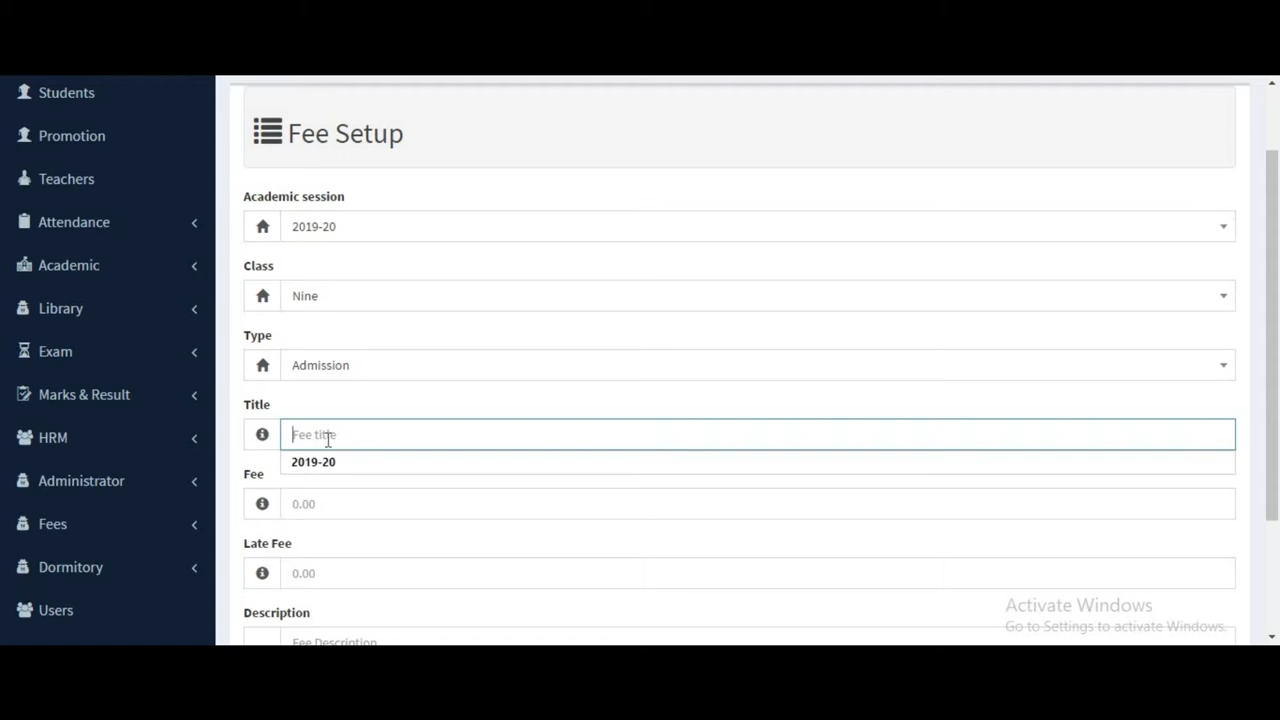 Students
Promotion
Teachers
Attendance
Academic
Library
Exam
Marks & Result
HRM
Administrator
Fees
Dormitory
Users
Fee Setup
Academic session
2019-20
Class
Nine
Type
Admission
Title
Fee title
2019-20
Fee
0.00
Late Fee
0.00
Description
Fee Description
Activate Windows
Go to Settings to activate Windows.